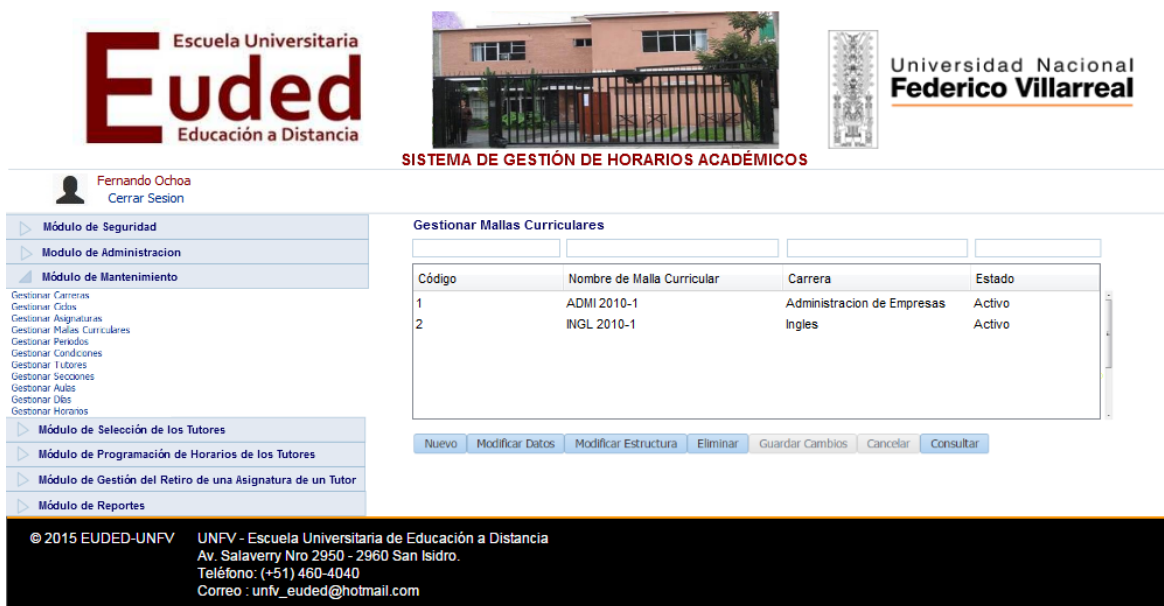 Escuela Universitaria
Euded
Educación a Distancia
Universidad Nacional
Federico Villarreal
SISTEMA DE GESTIÓN DE HORARIOS ACADÉMICOS
Fernando Ochoa
Cerrar Sesion
Módulo de Seguridad
Modulo de Administracion
Módulo de Mantenimiento
Gestionar Carreras
Gestionar Ciclos
Gestionar Asignaturas
Gestionar Mallas Curriculares
Gestionar Periodos
Gestionar Condiciones
Gestionar Tutores
Gestionar Secciones
Gestionar Aulas
Gestionar Días
Gestionar Horarios
Módulo de Selección de los Tutores
Módulo de Programación de Horarios de los Tutores
Módulo de Gestión del Retiro de una Asignatura de un Tutor
Módulo de Reportes
Gestionar Mallas Curriculares
Código Nombre de Malla Curricular Carrera Estado
1 ADMI 2010-1 Administracion de Empresas Activo
2 INGL 2010-1 Ingles Activo
Nuevo Modificar Datos Modificar Estructura Eliminar Guardar Cambios Cancelar Consultar
© 2015 EUDED-UNFV UNFV - Escuela Universitaria de Educación a Distancia
Av. Salaverry Nro 2950 - 2960 San Isidro.
Teléfono: (+51) 460-4040
Correo : unfv_euded@hotmail.com